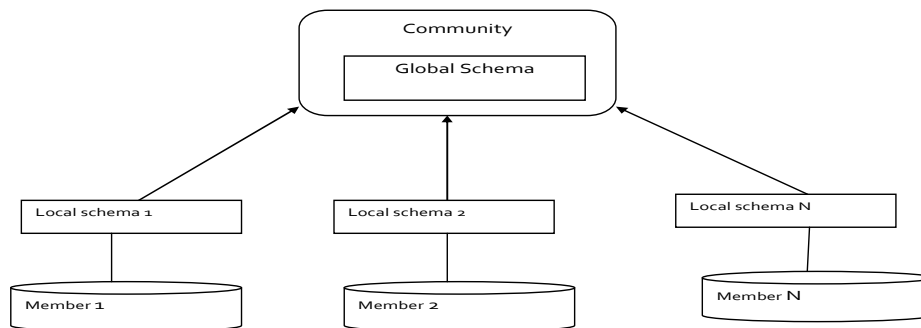 Community
Global Schema
Local schema 1
Local schema 2
Local schema N
Member 1
Member 2
Member N